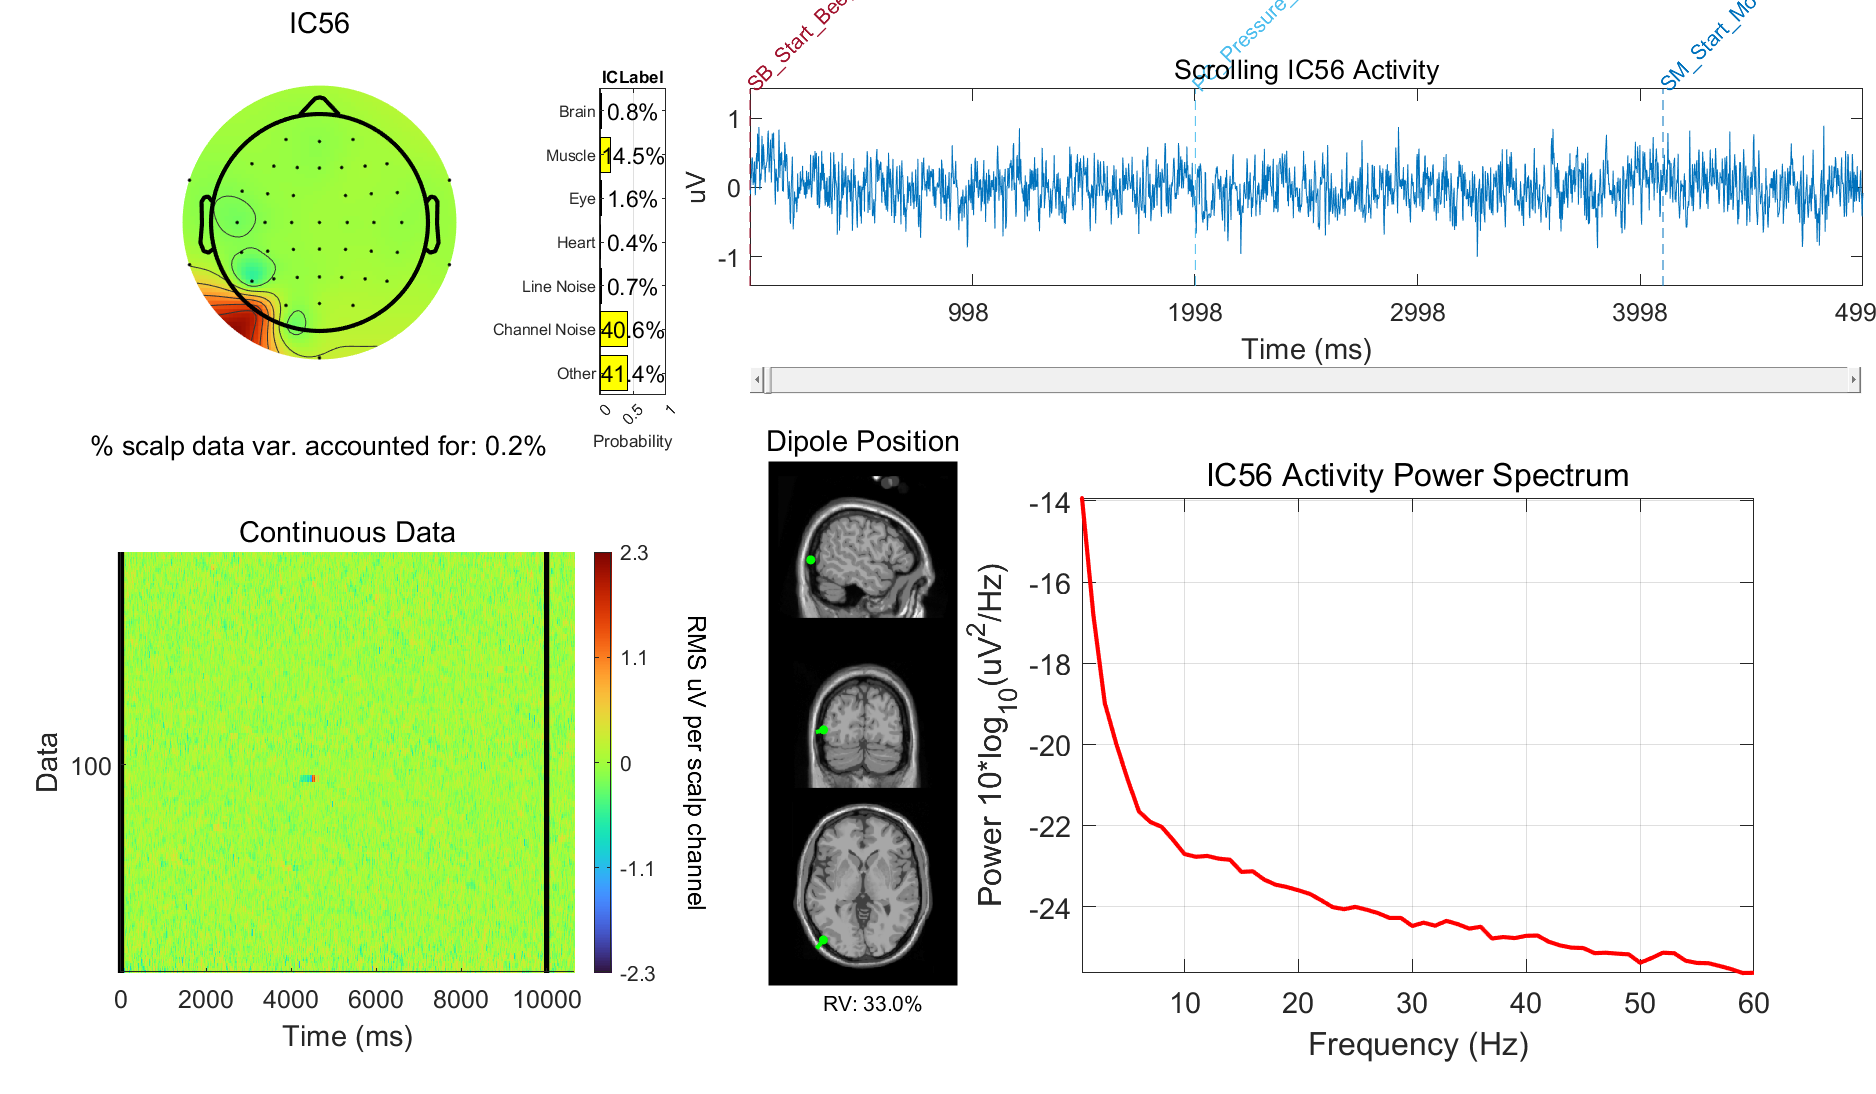 IC56
ICLabel
Brain 0.8%
Muscle 14.5%
Eye 1.6%
Heart 0.4%
Line Noise 0.7%
Channel Noise 40.6%
Other 41.4%
0 0.5 1
Probability
% scalp data var. accounted for: 0.2%
SB_Start_Bee
Pressure_
SM_Start_Mo
Scrolling IC56 Activity
1
0
-1
uV
998 1998 2998 3998 499
Time (ms)
Continuous Data
Data
100
0 2000 4000 6000 8000 10000
Time (ms)
2.3
1.1
0
-1.1
-2.3
RMS uV per scalp channel
Dipole Position
RV: 33.0%
IC56 Activity Power Spectrum
Power 10*log10(uV2/Hz)
-14
-16
-18
-20
-22
-24
10 20 30 40 50 60
Frequency (Hz)